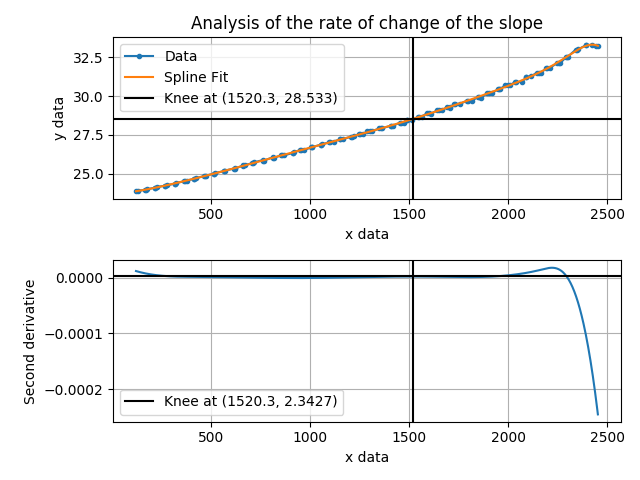 Analysis of the rate of change of the slope
32.5
30.0
27.5
25.0
y data
Data
Spline Fit
Knee at (1520.3, 28.533)
500 1000 1500 2000 2500
x data
0.0000
−0.0001
−0.0002
Second derivative
Knee at (1520.3, 2.3427)
500 1000 1500 2000 2500
x data